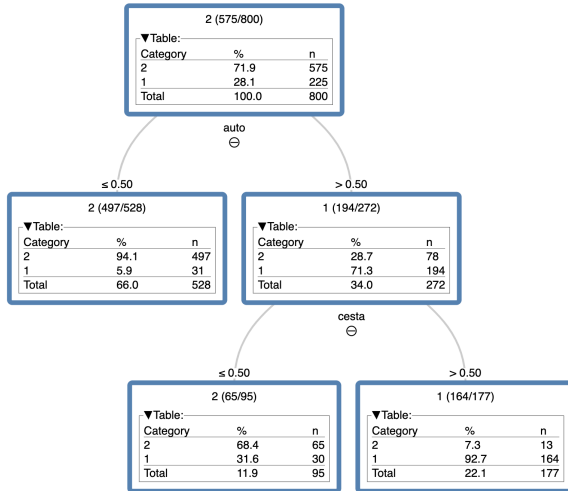 2 (575/800)
▼Table:
Category % n
2 71.9 575
1 28.1 225
Total 100.0 800
auto
≤ 0.50
> 0.50
2 (497/528)
▼Table:
Category % n
2 94.1 497
1 5.9 31
Total 66.0 528
1 (194/272)
▼Table:
Category % n
2 28.7 78
1 71.3 194
Total 34.0 272
cesta
≤ 0.50
> 0.50
2 (65/95)
▼Table:
Category % n
2 68.4 65
1 31.6 30
Total 11.9 95
1 (164/177)
▼Table:
Category % n
2 7.3 13
1 92.7 164
Total 22.1 177